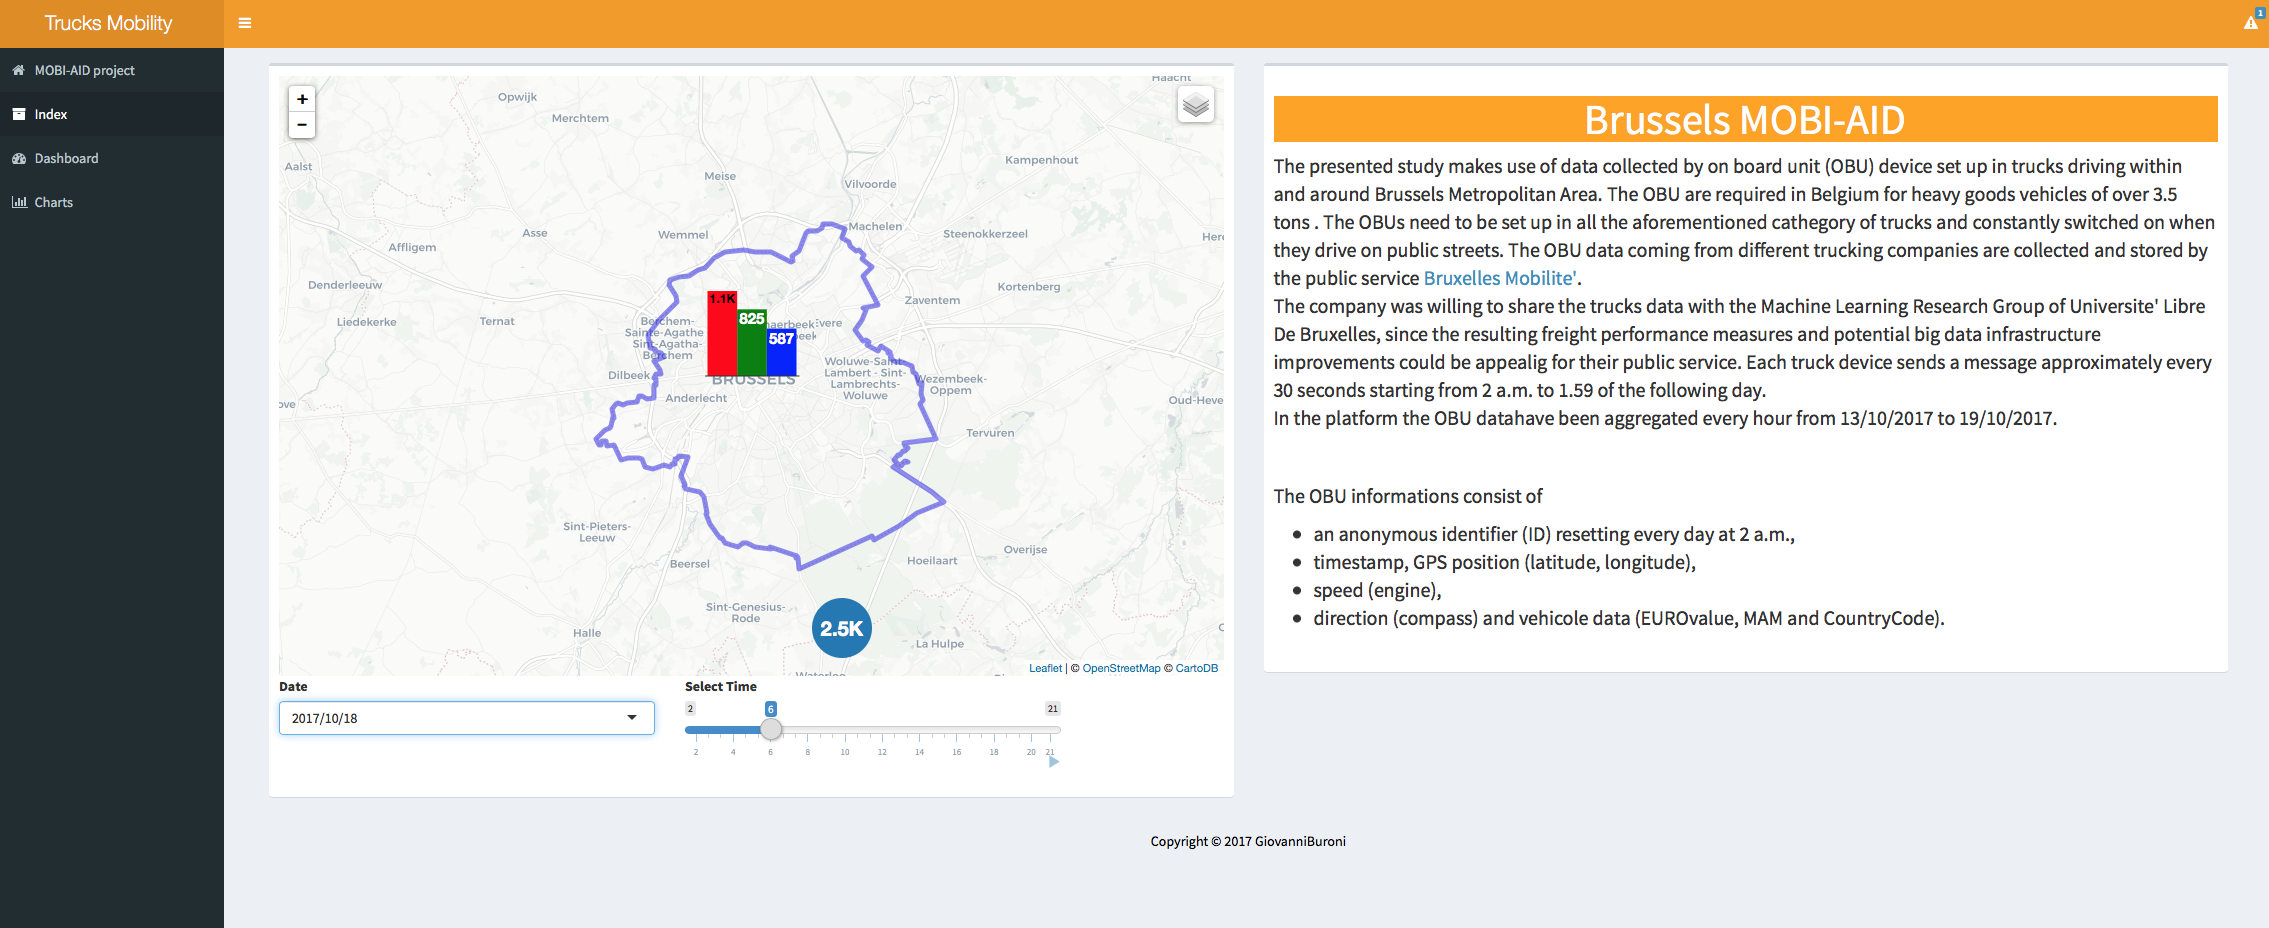 Trucks Mobility
1
MOBI-AID project
Index
Dashboard
Charts
+
−
Haacht
Opwijk
Merchtem
Aalst
Kampenhout
Meise
Vilvoorde
Machelen
Asse
Wemmel
Steenokkerzeel
Affligem
Denderleeuw
Kortenberg
Zaventem
Liedekerke
Ternat
Berchem-
Sainte-Agathe
Sint-Agatha-
Berchem
1.1K
825
587
Evere
Woluwe-Saint-
Lambert - Sint-
Lambrechts-
Woluwe
Dilbeek
BRUSSELS
Wezembeek-
Oppem
Anderlecht
Oud-Heve
Tervuren
Sint-Pieters-
Leeuw
Overijse
Beersel
Hoeilaart
Sint-Genesius-
Rode
2.5K
Halle
La Hulpe
Waterloo
Leaflet | © OpenStreetMap © CartoDB
Date
2017/10/18
Select Time
2 6 21
2 4 6 8 10 12 14 16 18 20 21
Brussels MOBI-AID
The presented study makes use of data collected by on board unit (OBU) device set up in trucks driving within
and around Brussels Metropolitan Area. The OBU are required in Belgium for heavy goods vehicles of over 3.5
tons . The OBUs need to be set up in all the aforementioned cathegory of trucks and constantly switched on when
they drive on public streets. The OBU data coming from different trucking companies are collected and stored by
the public service Bruxelles Mobilite'.
The company was willing to share the trucks data with the Machine Learning Research Group of Universite' Libre
De Bruxelles, since the resulting freight performance measures and potential big data infrastructure
improvements could be appealig for their public service. Each truck device sends a message approximately every
30 seconds starting from 2 a.m. to 1.59 of the following day.
In the platform the OBU datahave been aggregated every hour from 13/10/2017 to 19/10/2017.
The OBU informations consist of
• an anonymous identifier (ID) resetting every day at 2 a.m.,
• timestamp, GPS position (latitude, longitude),
• speed (engine),
• direction (compass) and vehicole data (EUROvalue, MAM and CountryCode).
Copyright © 2017 GiovanniBuroni